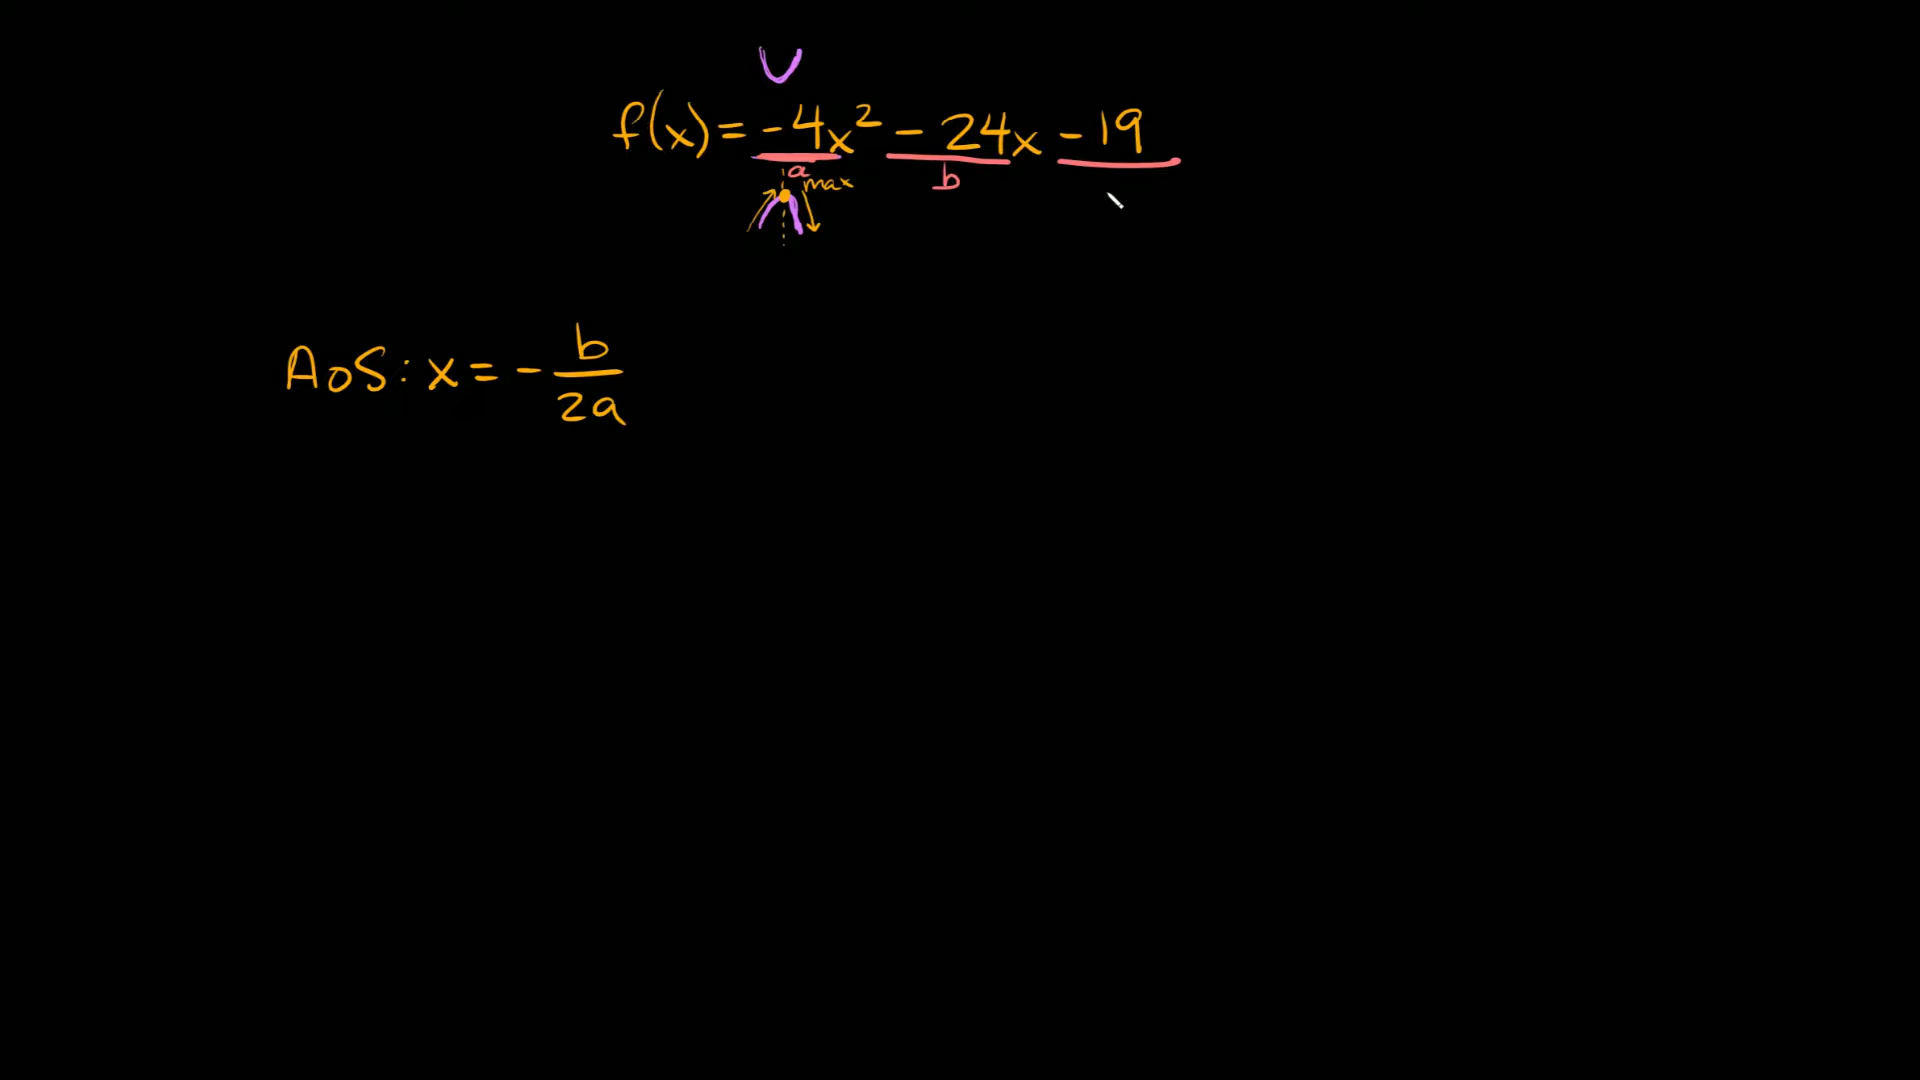 f(x) = -4x² - 24x - 19
a
max
b
AoS: x = - b/2a